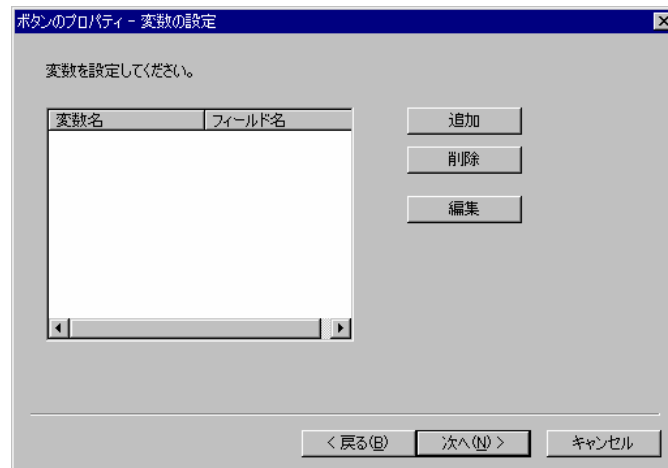 ボタンのプロパティ - 変数の設定
変数を設定してください。
変数名 フィールド名
追加
削除
編集
< 戻る(B) 次へ(N) > キャンセル